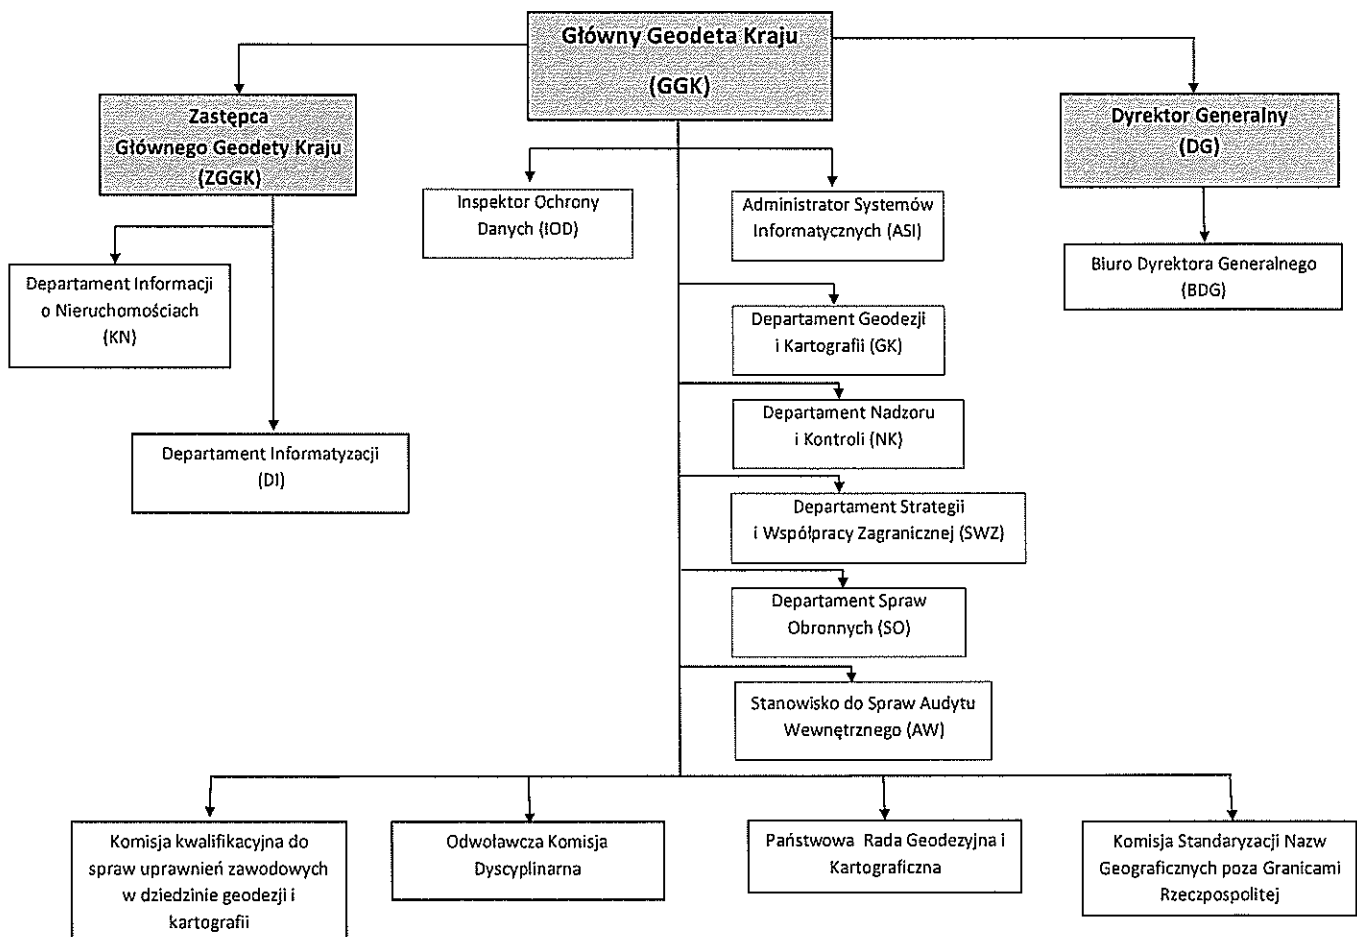 Główny Geodeta Kraju
(GGK)
Zastępca
Głównego Geodety Kraju
(ZGGK)
Dyrektor Generalny
(DG)
Inspektor Ochrony
Danych (IOD)
Administrator Systemów
Informatycznych (ASI)
Biuro Dyrektora Generalnego
(BDG)
Departament Informacji
o Nieruchomościach
(KN)
Departament Geodezji
i Kartografii (GK)
Departament Nadzoru
i Kontroli (NK)
Departament Informatyzacji
(DI)
Departament Strategii
i Współpracy Zagranicznej (SWZ)
Departament Spraw
Obronnych (SO)
Stanowisko do Spraw Audytu
Wewnętrznego (AW)
Komisja kwalifikacyjna do
spraw uprawnień zawodowych
w dziedzinie geodezji i
kartografii
Odwoławcza Komisja
Dyscyplinarna
Państwowa Rada Geodezyjna i
Kartograficzna
Komisja Standaryzacji Nazw
Geograficznych poza Granicami
Rzeczpospolitej